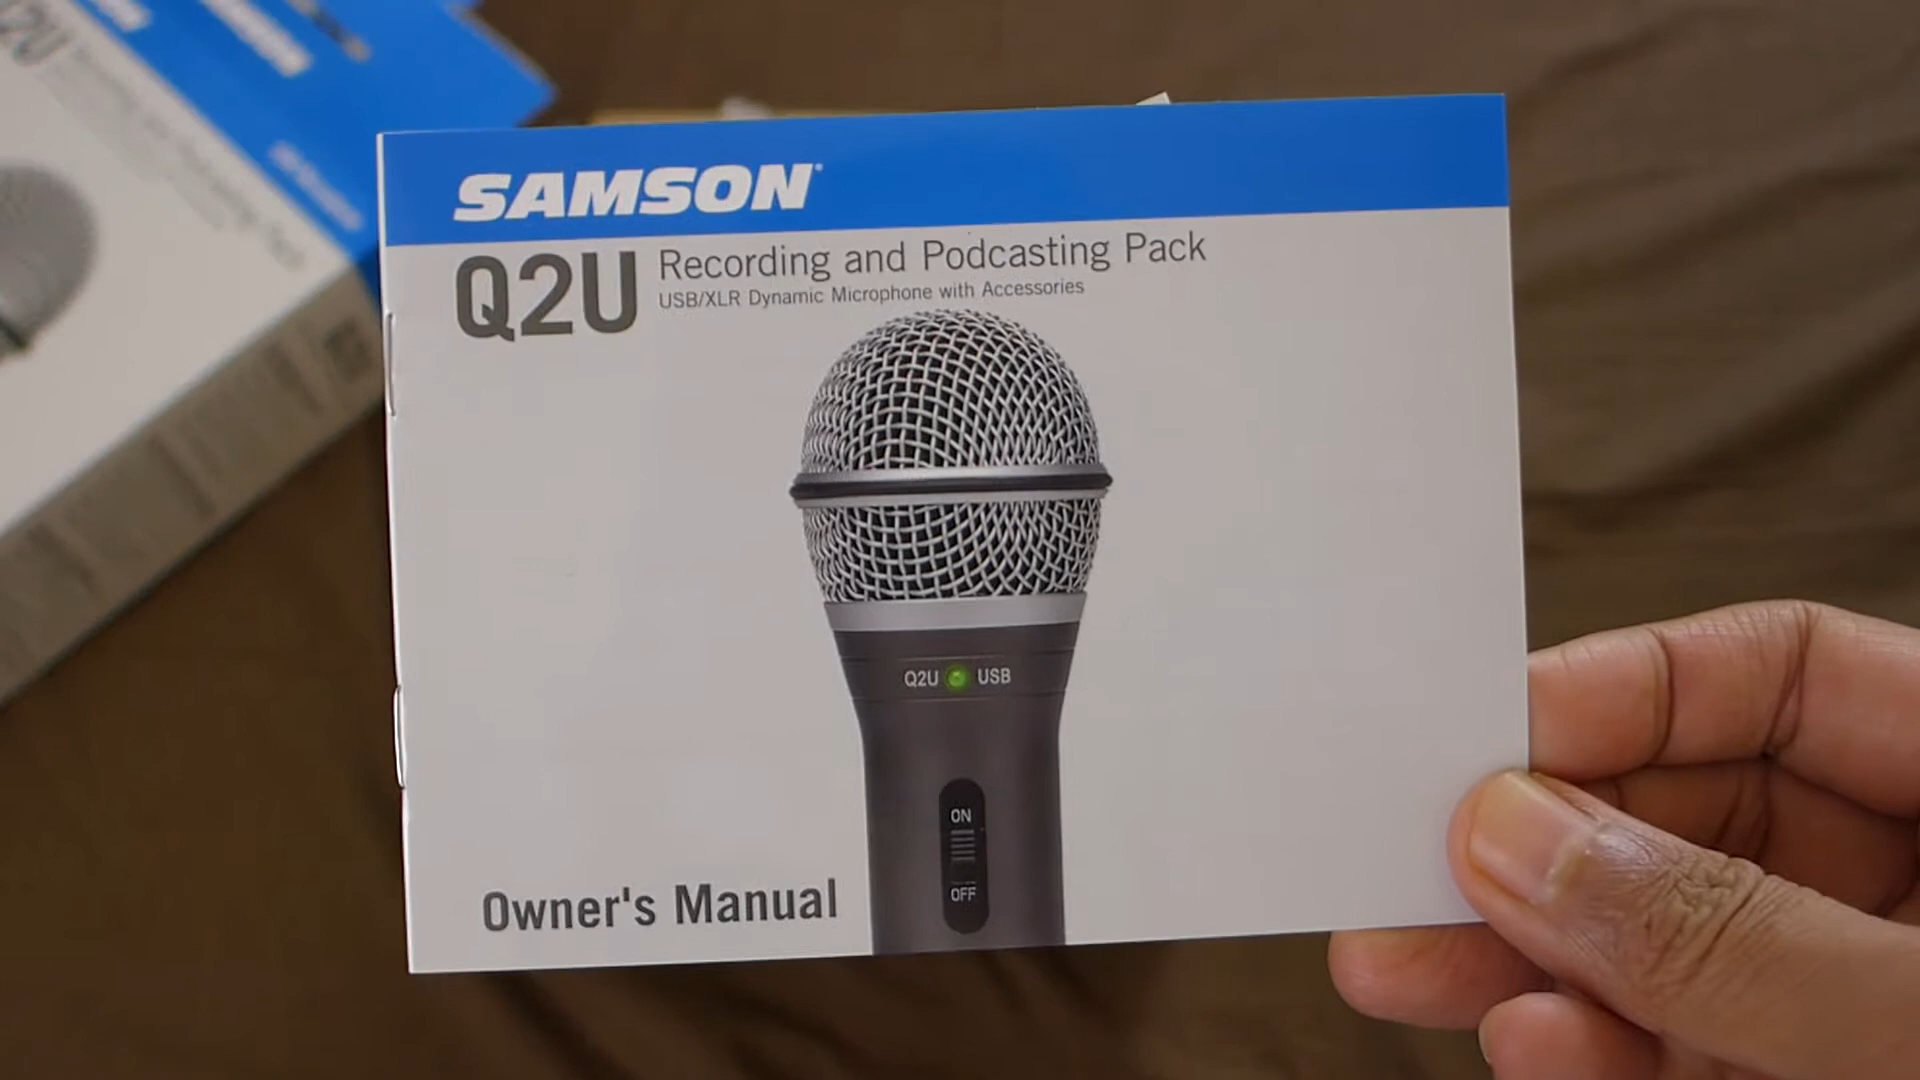 SAMSON
Q2U
Recording and Podcasting Pack
USB/XLR Dynamic Microphone with Accessories
Q2U USB
ON
OFF
Owner's Manual